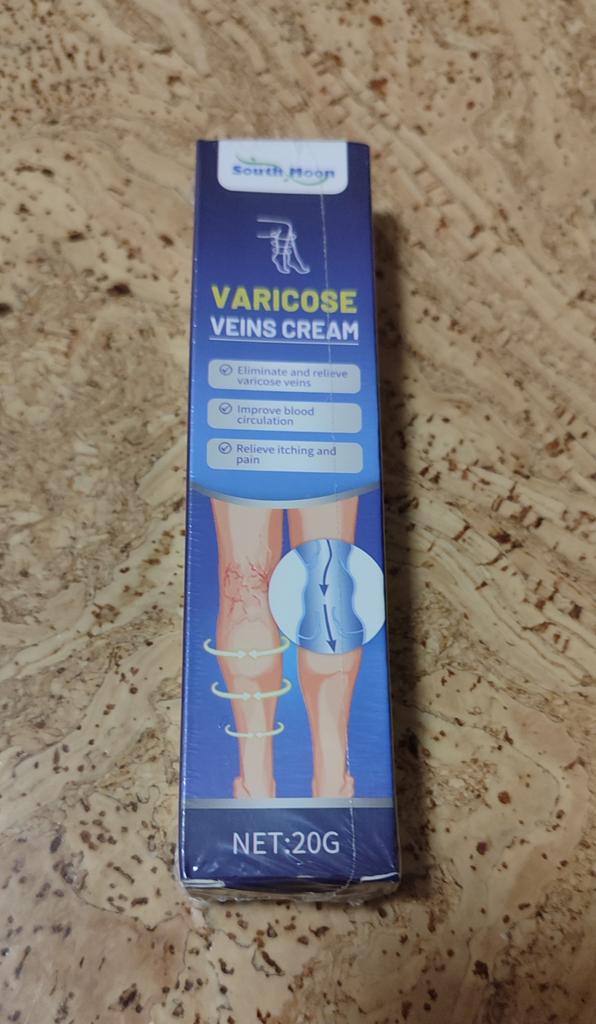 South Moon
VARICOSE
VEINS CREAM
Eliminate and relieve
varicose veins
Improve blood
circulation
Relieve itching and
pain
NET:20G